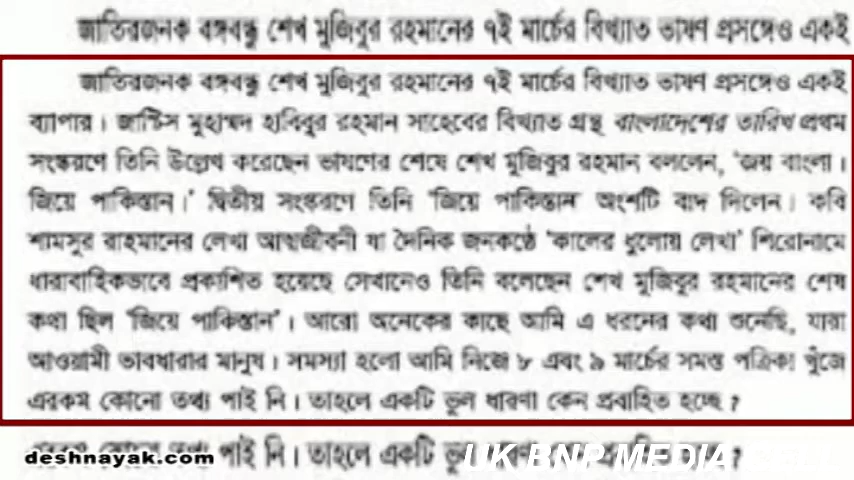 জাতিরজনক বঙ্গবন্ধু শেখ মুজিবুর রহমানের ৭ই মার্চের বিখ্যাত ভাষণ প্রসঙ্গেও একই
জাতিরজনক বঙ্গবন্ধু শেখ মুজিবুর রহমানের ৭ই মার্চের বিখ্যাত ভাষণ প্রসঙ্গেও একই
ব্যাপার। জাস্টিস মুহাম্মদ হাবিবুর রহমান সাহেবের বিখ্যাত গ্রন্থ বাংলাদেশের তারিখ প্রথম
সংস্করণে তিনি উল্লেখ করেছেন ভাষণের শেষে শেখ মুজিবুর রহমান বললেন, ‘জয় বাংলা।
জিয়ে পাকিস্তান।’ দ্বিতীয় সংস্করণে তিনি ‘জিয়ে পাকিস্তান’ অংশটি বাদ দিলেন। কবি
শামসুর রাহমানের লেখা আত্মজীবনী যা দৈনিক জনকণ্ঠে ‘কালের ধুলোয় লেখা’ শিরোনামে
ধারাবাহিকভাবে প্রকাশিত হয়েছে সেখানেও তিনি বলেছেন শেখ মুজিবুর রহমানের শেষ
কথা ছিল ‘জিয়ে পাকিস্তান’। আরো অনেকের কাছে আমি এ ধরনের কথা শুনেছি, যারা
আওয়ামী ভাবধারার মানুষ। সমস্যা হলো আমি নিজে ৮ এবং ৯ মার্চের সমস্ত পত্রিকা খুঁজে
এরকম কোনো তথ্য পাই নি। তাহলে একটি ভুল ধারণা কেন প্রবাহিত হচ্ছে?
পাই নি। তাহলে একটি ভুল
deshnayak.com
UK BNP MEDIA